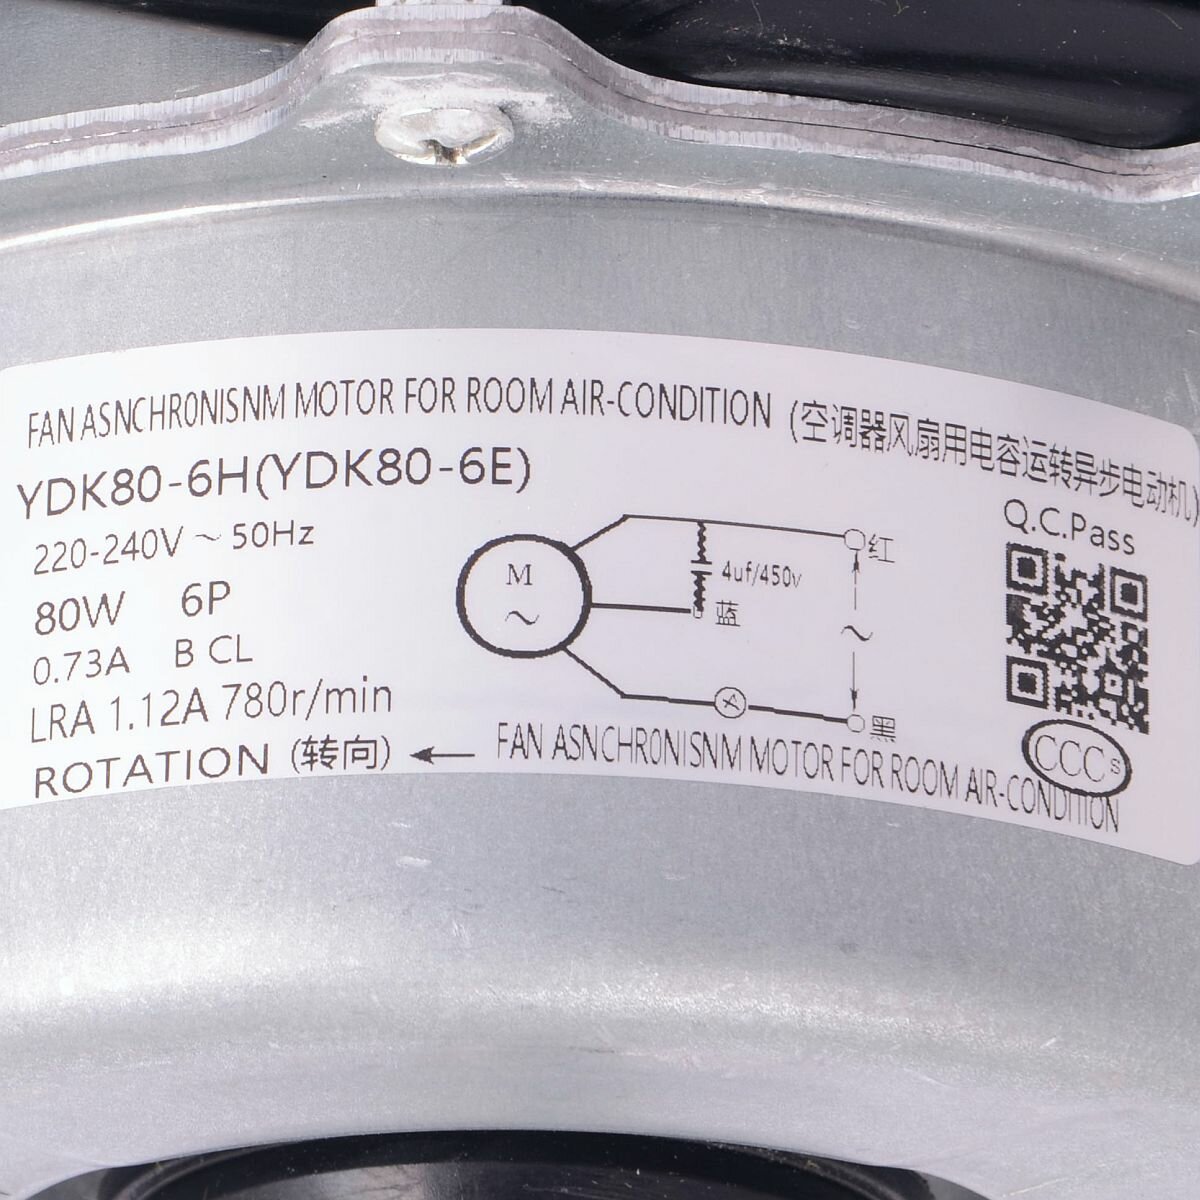 FAN ASNCHRONISNM MOTOR FOR ROOM AIR-CONDITION (空调器风扇用电容运转异步电动机)
YDK80-6H(YDK80-6E)
220-240V ~ 50Hz
80W 6P
0.73A B CL
LRA 1.12A 780r/min
ROTATION (转向) ←
M
~
4uf/450v
蓝
红
~
黑
Q.C.Pass
CCC S
FAN ASNCHRONISNM MOTOR FOR ROOM AIR-CONDITION